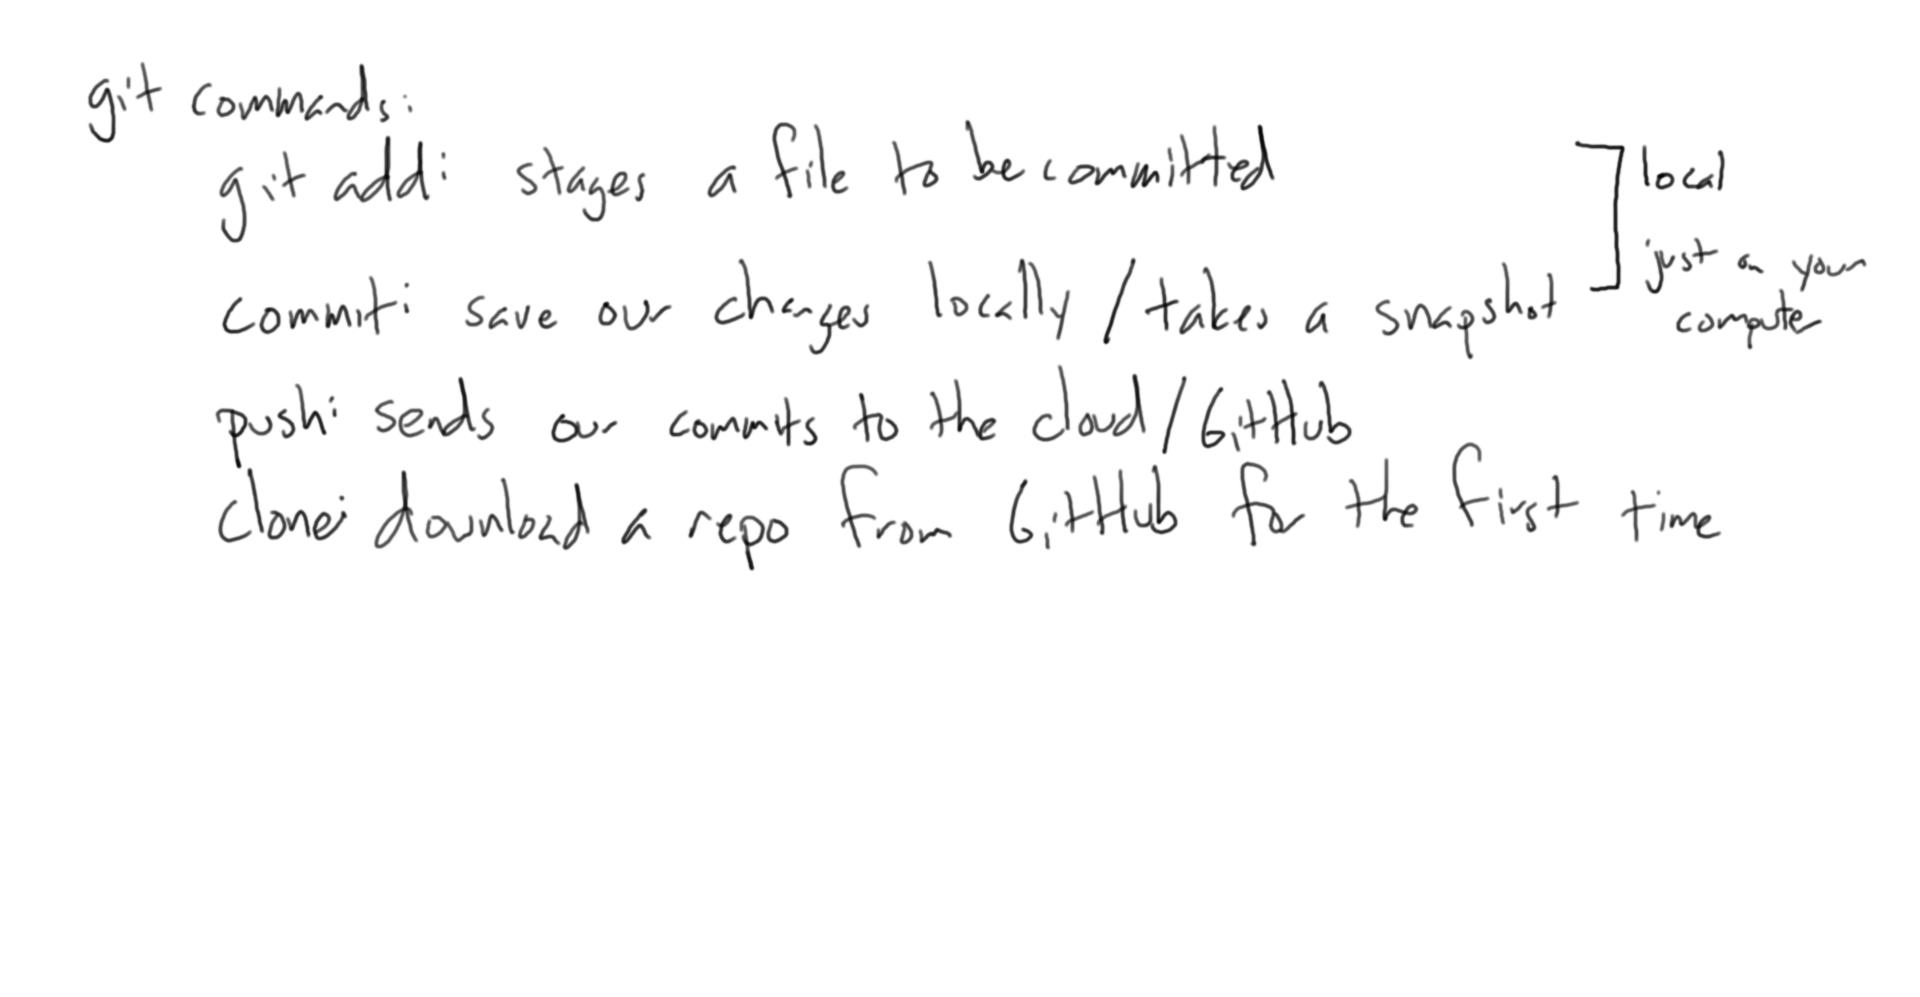 git commands:
git add: stages a file to be committed
commit: save our changes locally / takes a snapshot
local
just on your
computer
push: sends our commits to the cloud / GitHub
clone: download a repo from GitHub for the first time